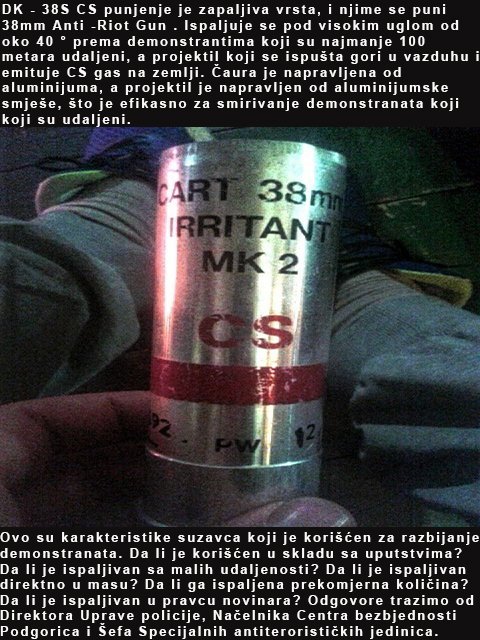 DK - 38S CS punjenje je zapaljiva vrsta, i njime se puni
38mm Anti -Riot Gun . Ispaljuje se pod visokim uglom od
oko 40 ° prema demonstrantima koji su najmanje 100
metara udaljeni, a projektil koji se ispušta gori u vazduhu i
emituje CS gas na zemlji. Čaura je napravljena od
aluminijuma, a projektil je napravljen od aluminijumske
smješe, što je efikasno za smirivanje demonstranata koji
koji su udaljeni.
CART 38mm
IRRITANT
MK 2
CS
92 - PW 12
Ovo su karakteristike suzavca koji je korišćen za razbijanje
demonstranata. Da li je korišćen u skladu sa uputstvima?
Da li je ispaljivan sa malih udaljenosti? Da li je ispaljivan
direktno u masu? Da li ga ispaljena prekomjerna količina?
Da li je ispaljivan u pravcu novinara? Odgovore trazimo od
Direktora Uprave policije, Načelnika Centra bezbjednosti
Podgorica i Šefa Specijalnih antiterorističkih jedinica.